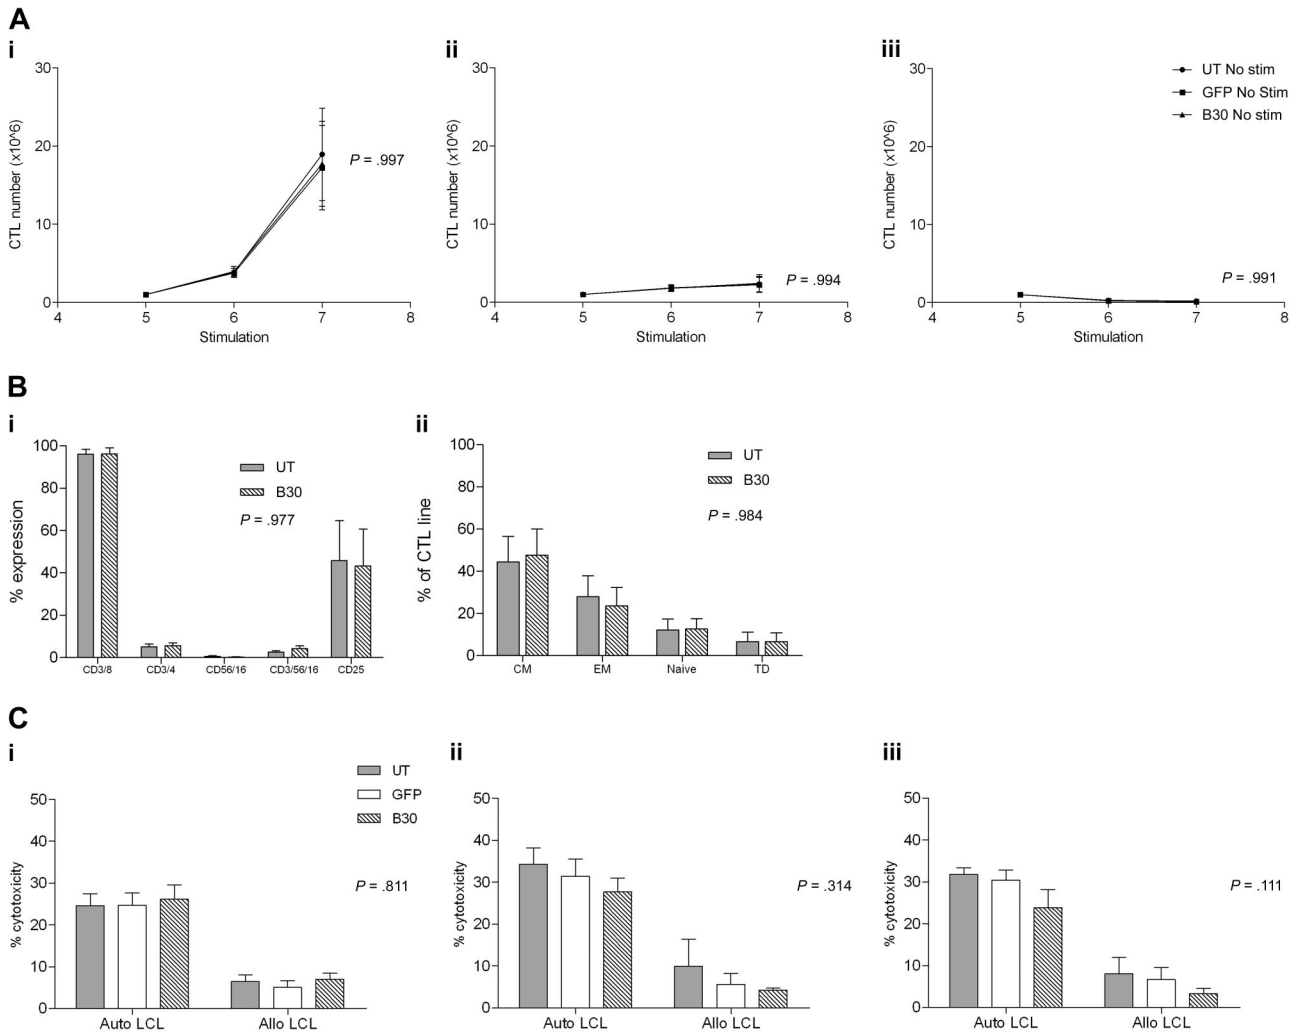 A
i
30
20
10
0
CTL number (x10^6)
P = .997
4 5 6 7 8
Stimulation
ii
30
20
10
0
CTL number (x10^6)
P = .994
4 5 6 7 8
Stimulation
iii
30
20
10
0
CTL number (x10^6)
UT No stim
GFP No Stim
B30 No stim
P = .991
4 5 6 7 8
Stimulation
B
i
100
80
60
40
20
0
% expression
UT
B30
P = .977
CD3/8 CD3/4 CD56/16 CD3/56/16 CD25
ii
100
80
60
40
20
0
% of CTL line
UT
B30
P = .984
CM EM Naive TD
C
i
50
40
30
20
10
0
% cytotoxicity
UT
GFP
B30
P = .811
Auto LCL Allo LCL
ii
50
40
30
20
10
0
% cytotoxicity
P = .314
Auto LCL Allo LCL
iii
50
40
30
20
10
0
% cytotoxicity
P = .111
Auto LCL Allo LCL